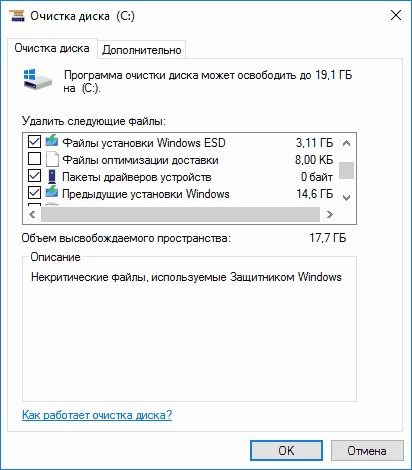 Очистка диска (C:)
Очистка диска Дополнительно
Программа очистки диска может освободить до 19,1 ГБ
на (C:).
Удалить следующие файлы:
Файлы установки Windows ESD 3,11 ГБ
Файлы оптимизации доставки 8,00 КБ
Пакеты драйверов устройств 0 байт
Предыдущие установки Windows 14,6 ГБ
Объем высвобождаемого пространства: 17,7 ГБ
Описание
Некритические файлы, используемые Защитником Windows
Как работает очистка диска?
OK Отмена